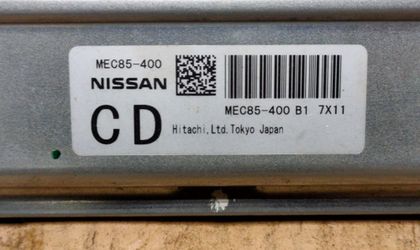 MEC85-400
NISSAN
MEC85-400 B1 7X11
CD
Hitachi,Ltd.Tokyo Japan